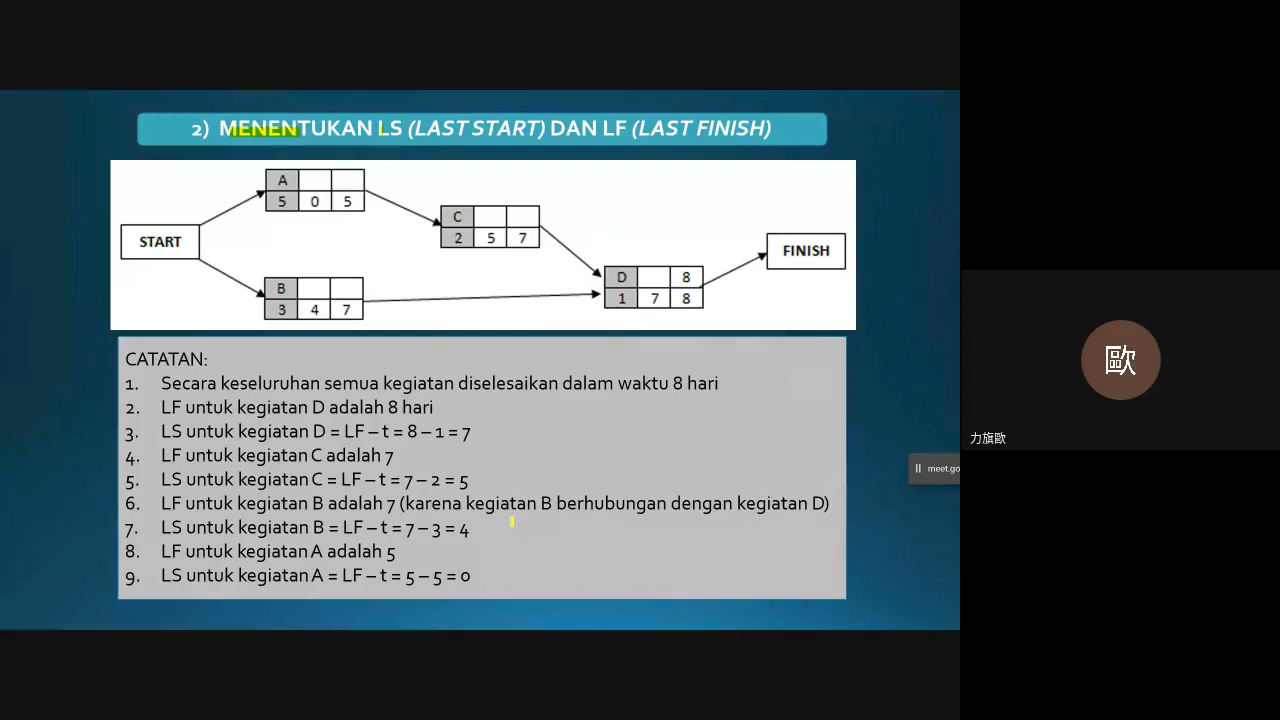 2) MENENTUKAN LS (LAST START) DAN LF (LAST FINISH)
A
5 0 5
C
2 5 7
START
FINISH
D 8
1 7 8
B
3 4 7
CATATAN:
1. Secara keseluruhan semua kegiatan diselesaikan dalam waktu 8 hari
2. LF untuk kegiatan D adalah 8 hari
3. LS untuk kegiatan D = LF – t = 8 – 1 = 7
4. LF untuk kegiatan C adalah 7
5. LS untuk kegiatan C = LF – t = 7 – 2 = 5
6. LF untuk kegiatan B adalah 7 (karena kegiatan B berhubungan dengan kegiatan D)
7. LS untuk kegiatan B = LF – t = 7 – 3 = 4
8. LF untuk kegiatan A adalah 5
9. LS untuk kegiatan A = LF – t = 5 – 5 = 0
歐
力旗歐
meet.go